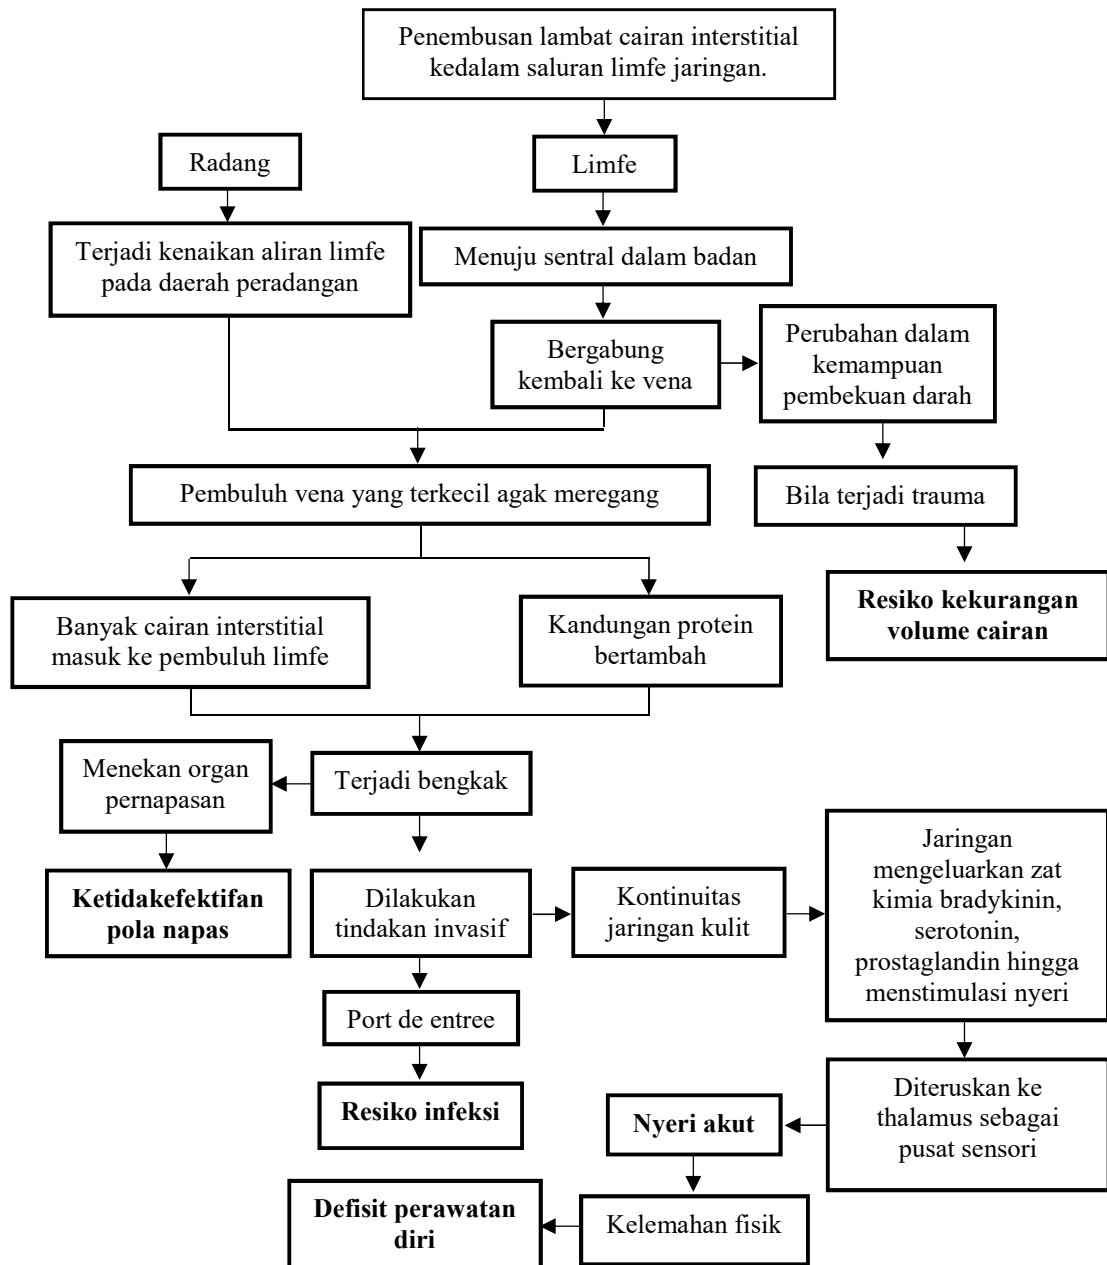 Penembusan lambat cairan interstitial
kedalam saluran limfe jaringan.
Radang
Limfe
Terjadi kenaikan aliran limfe
pada daerah peradangan
Menuju sentral dalam badan
Bergabung
kembali ke vena
Perubahan dalam
kemampuan
pembekuan darah
Pembuluh vena yang terkecil agak meregang
Bila terjadi trauma
Banyak cairan interstitial
masuk ke pembuluh limfe
Kandungan protein
bertambah
Resiko kekurangan
volume cairan
Menekan organ
pernapasan
Terjadi bengkak
Ketidakefektifan
pola napas
Dilakukan
tindakan invasif
Kontinuitas
jaringan kulit
Jaringan
mengeluarkan zat
kimia bradykinin,
serotonin,
prostaglandin hingga
menstimulasi nyeri
Port de entree
Resiko infeksi
Nyeri akut
Diteruskan ke
thalamus sebagai
pusat sensori
Defisit perawatan
diri
Kelemahan fisik